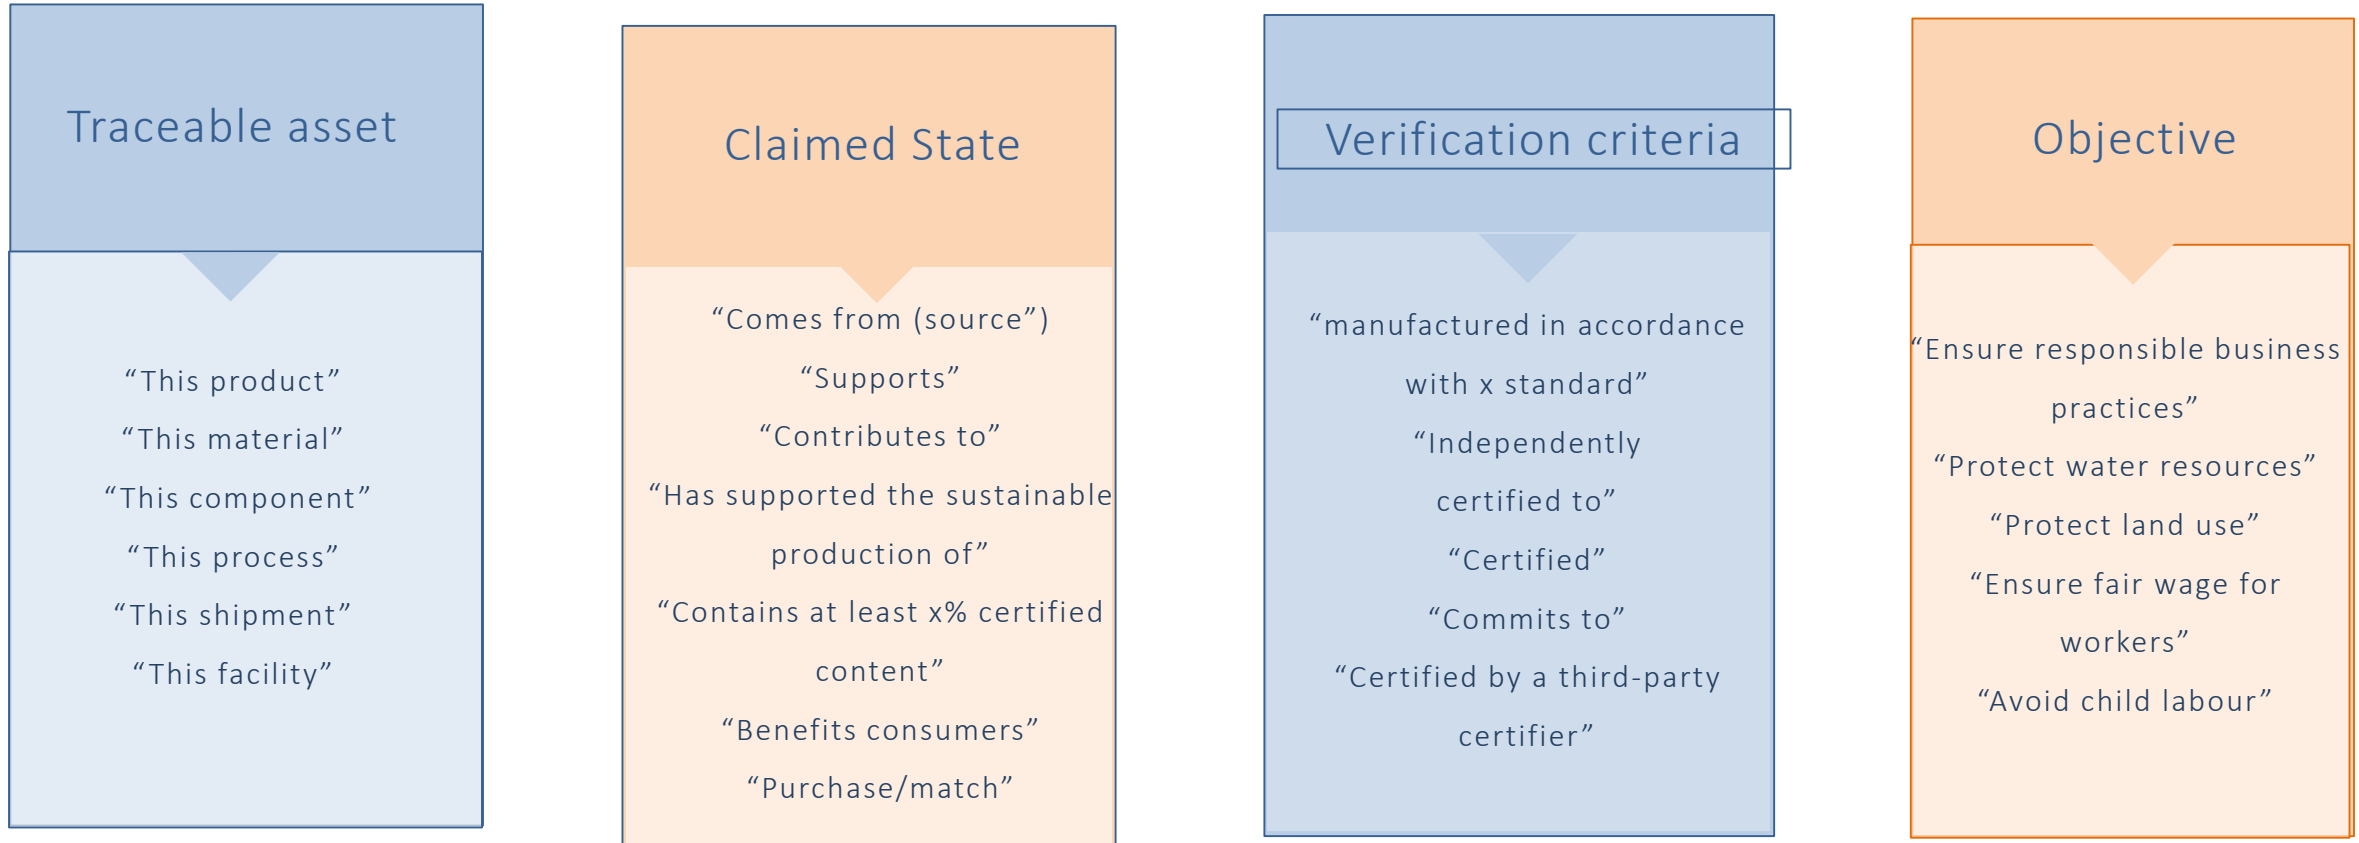 Traceable asset
“This product”
“This material”
“This component”
“This process”
“This shipment”
“This facility”
Claimed State
“Comes from (source”)
“Supports”
“Contributes to”
“Has supported the sustainable
production of”
“Contains at least x% certified
content”
“Benefits consumers”
“Purchase/match”
Verification criteria
“manufactured in accordance
with x standard”
“Independently
certified to”
“Certified”
“Commits to”
“Certified by a third-party
certifier”
Objective
“Ensure responsible business
practices”
“Protect water resources”
“Protect land use”
“Ensure fair wage for
workers”
“Avoid child labour”